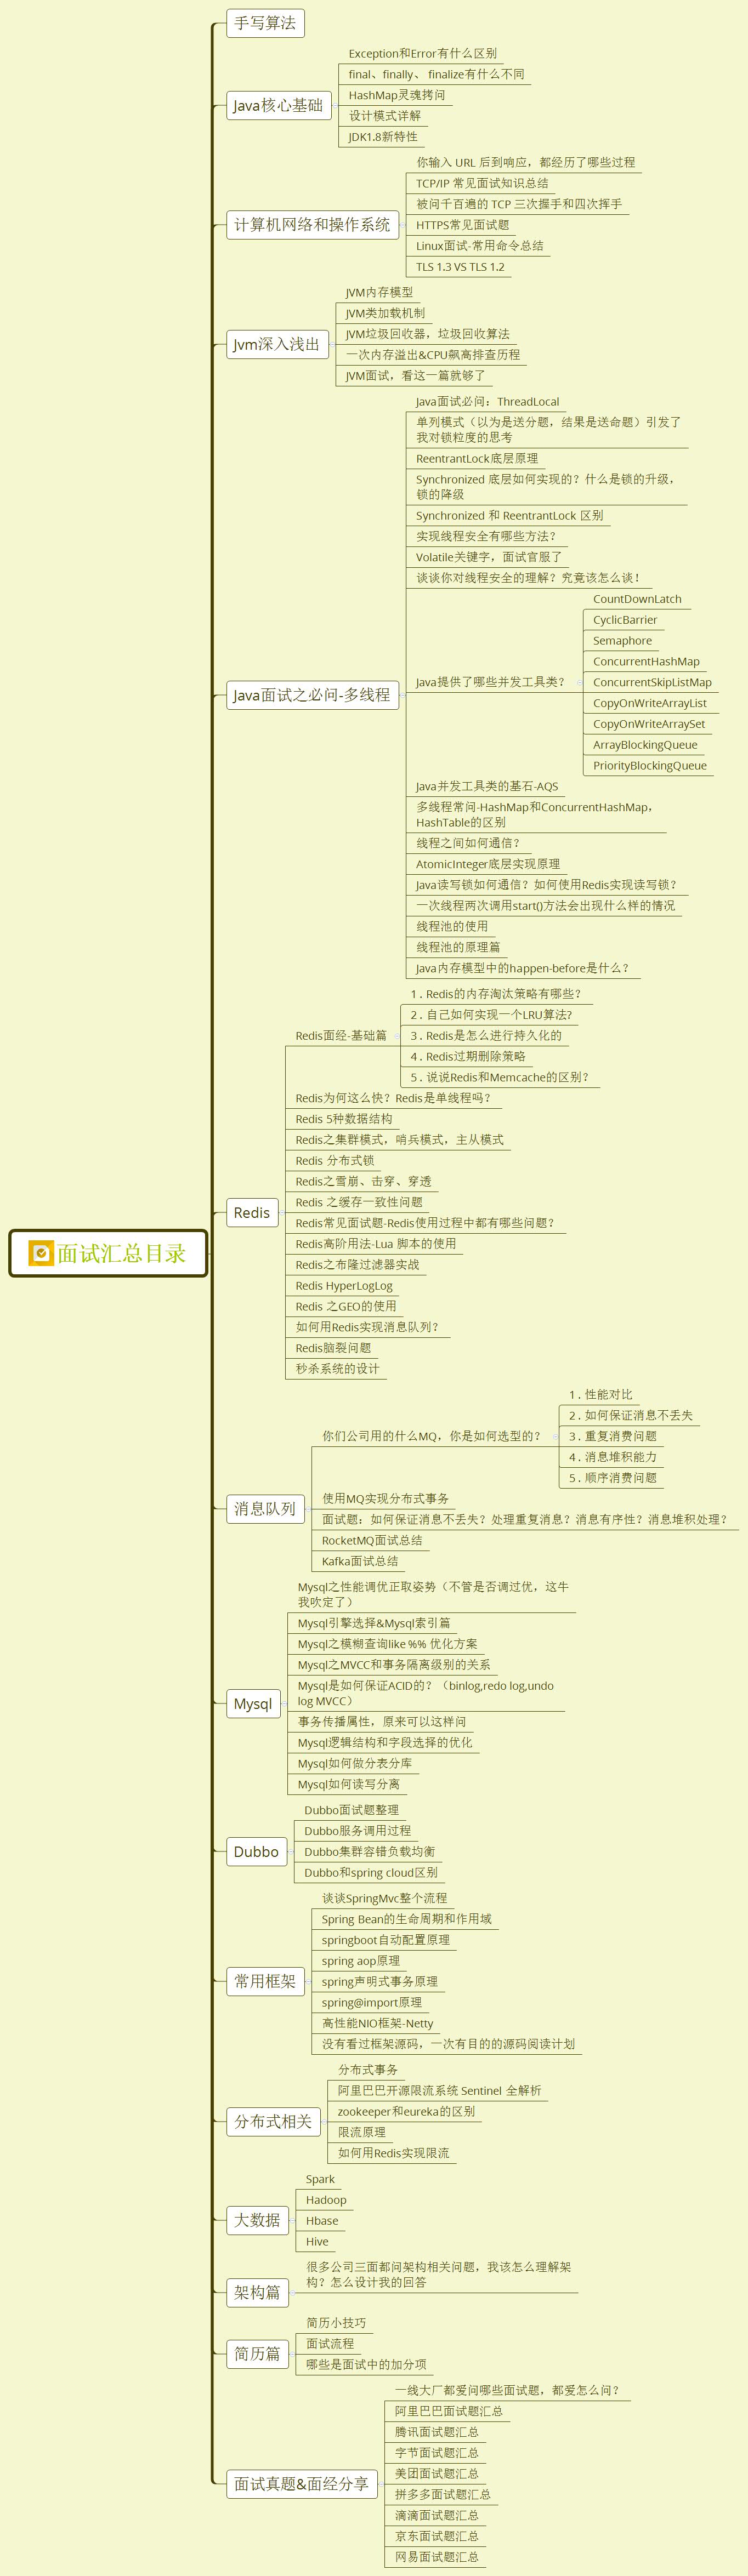 手写算法
Exception和Error有什么区别
final、finally、 finalize有什么不同
Java核心基础
HashMap灵魂拷问
设计模式详解
JDK1.8新特性
你输入 URL 后到响应，都经历了哪些过程
TCP/IP 常见面试知识总结
被问千百遍的 TCP 三次握手和四次挥手
计算机网络和操作系统
HTTPS常见面试题
Linux面试-常用命令总结
TLS 1.3 VS TLS 1.2
JVM内存模型
JVM类加载机制
Jvm深入浅出
JVM垃圾回收器，垃圾回收算法
一次内存溢出&CPU飙高排查历程
JVM面试，看这一篇就够了
Java面试必问：ThreadLocal
单列模式（以为是送分题，结果是送命题）引发了
我对锁粒度的思考
ReentrantLock底层原理
Synchronized 底层如何实现的？什么是锁的升级，
锁的降级
Synchronized 和 ReentrantLock 区别
实现线程安全有哪些方法？
Volatile关键字，面试官服了
谈谈你对线程安全的理解？究竟该怎么谈！
Java面试之必问-多线程
Java提供了哪些并发工具类？
CountDownLatch
CyclicBarrier
Semaphore
ConcurrentHashMap
ConcurrentSkipListMap
CopyOnWriteArrayList
CopyOnWriteArraySet
ArrayBlockingQueue
PriorityBlockingQueue
Java并发工具类的基石-AQS
多线程常问-HashMap和ConcurrentHashMap，
HashTable的区别
线程之间如何通信？
AtomicInteger底层实现原理
Java读写锁如何通信？如何使用Redis实现读写锁？
一次线程两次调用start()方法会出现什么样的情况
线程池的使用
线程池的原理篇
Java内存模型中的happen-before是什么？
Redis面经-基础篇
1 . Redis的内存淘汰策略有哪些？
2 . 自己如何实现一个LRU算法?
3 . Redis是怎么进行持久化的
4 . Redis过期删除策略
5 . 说说Redis和Memcache的区别？
Redis为何这么快？Redis是单线程吗？
Redis 5种数据结构
Redis之集群模式，哨兵模式，主从模式
Redis 分布式锁
Redis之雪崩、击穿、穿透
Redis 之缓存一致性问题
Redis
Redis常见面试题-Redis使用过程中都有哪些问题？
Redis高阶用法-Lua 脚本的使用
面试汇总目录
Redis之布隆过滤器实战
Redis HyperLogLog
Redis 之GEO的使用
如何用Redis实现消息队列？
Redis脑裂问题
秒杀系统的设计
你们公司用的什么MQ，你是如何选型的？
1 . 性能对比
2 . 如何保证消息不丢失
3 . 重复消费问题
4 . 消息堆积能力
5 . 顺序消费问题
消息队列
使用MQ实现分布式事务
面试题：如何保证消息不丢失？处理重复消息？消息有序性？消息堆积处理？
RocketMQ面试总结
Kafka面试总结
Mysql之性能调优正取姿势（不管是否调过优，这牛
我吹定了）
Mysql引擎选择&Mysql索引篇
Mysql之模糊查询like %% 优化方案
Mysql之MVCC和事务隔离级别的关系
Mysql
Mysql是如何保证ACID的？（binlog,redo log,undo
log MVCC）
事务传播属性，原来可以这样问
Mysql逻辑结构和字段选择的优化
Mysql如何做分表分库
Mysql如何读写分离
Dubbo
Dubbo面试题整理
Dubbo服务调用过程
Dubbo集群容错负载均衡
Dubbo和spring cloud区别
常用框架
谈谈SpringMvc整个流程
Spring Bean的生命周期和作用域
springboot自动配置原理
spring aop原理
spring声明式事务原理
spring@import原理
高性能NIO框架-Netty
没有看过框架源码，一次有目的的源码阅读计划
分布式相关
分布式事务
阿里巴巴开源限流系统 Sentinel 全解析
zookeeper和eureka的区别
限流原理
如何用Redis实现限流
大数据
Spark
Hadoop
Hbase
Hive
架构篇
很多公司三面都问架构相关问题，我该怎么理解架
构？怎么设计我的回答
简历篇
简历小技巧
面试流程
哪些是面试中的加分项
面试真题&面经分享
一线大厂都爱问哪些面试题，都爱怎么问？
阿里巴巴面试题汇总
腾讯面试题汇总
字节面试题汇总
美团面试题汇总
拼多多面试题汇总
滴滴面试题汇总
京东面试题汇总
网易面试题汇总